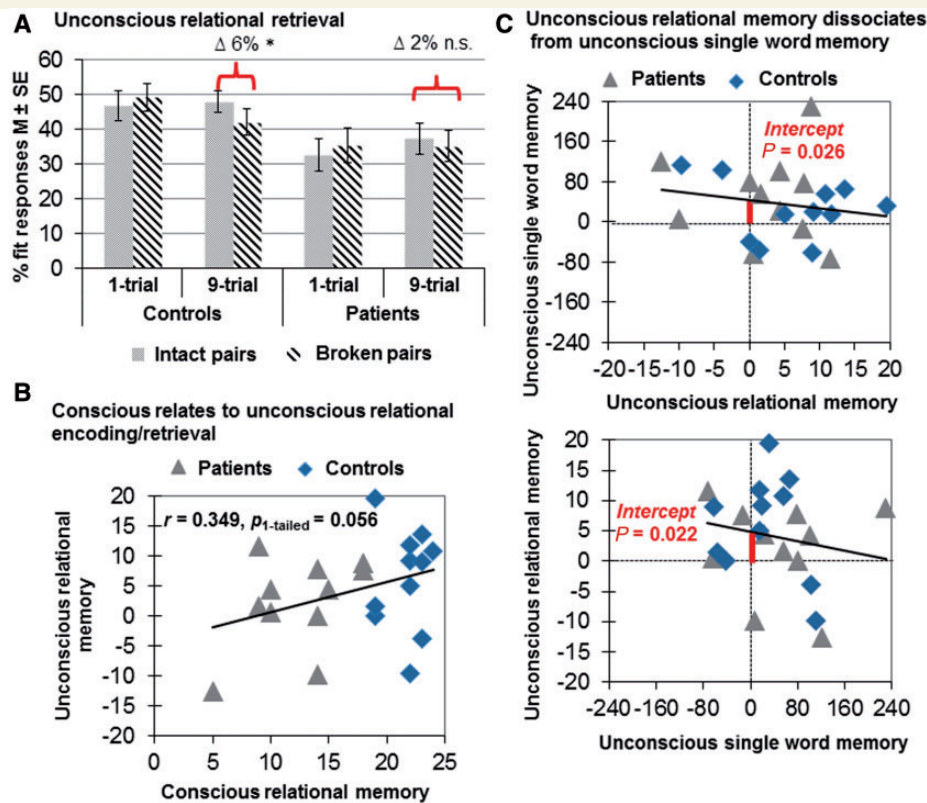 A
Unconscious relational retrieval
Δ 6% *
Δ 2% n.s.
% fit responses M ± SE
60
50
40
30
20
10
0
1-trial 9-trial 1-trial 9-trial
Controls Patients
Intact pairs Broken pairs
B
Conscious relates to unconscious relational
encoding/retrieval
Patients Controls
r = 0.349, p1-tailed = 0.056
Unconscious relational
memory
20
15
10
5
0
-5
-10
-15
-20
0 5 10 15 20 25
Conscious relational memory
C
Unconscious relational memory dissociates
from unconscious single word memory
Patients Controls
Intercept
P = 0.026
Unconscious single word memory
240
160
80
0
-80
-160
-240
-20 -15 -10 -5 0 5 10 15 20
Unconscious relational memory
Intercept
P = 0.022
Unconscious relational memory
20
15
10
5
0
-5
-10
-15
-20
-240 -160 -80 0 80 160 240
Unconscious single word memory